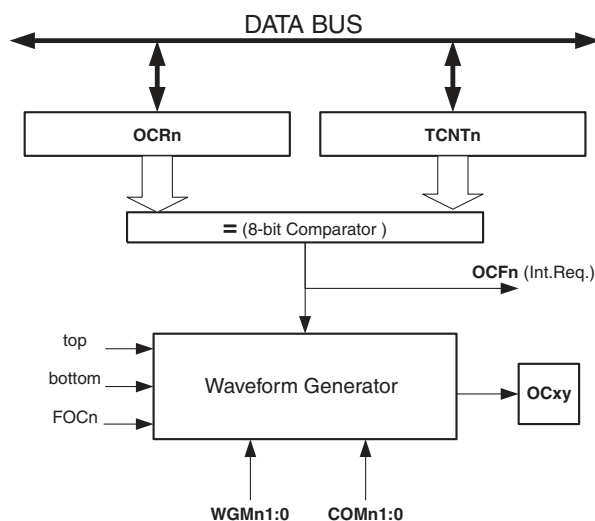 DATA BUS
OCRn
TCNTn
= (8-bit Comparator )
OCFn (Int.Req.)
top
bottom
FOCn
Waveform Generator
OCxy
WGMn1:0
COMn1:0